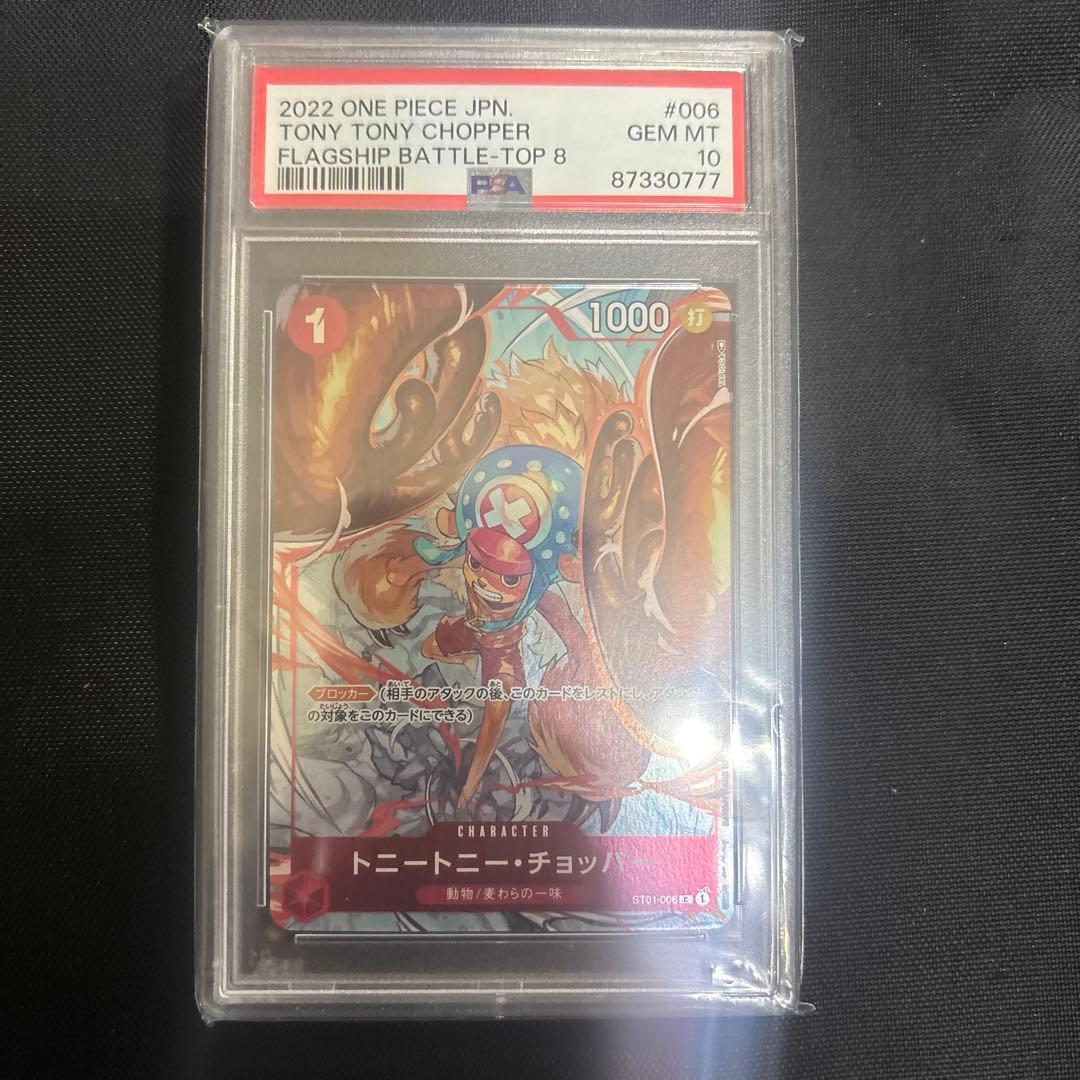 2022 ONE PIECE JPN. #006
TONY TONY CHOPPER GEM MT
FLAGSHIP BATTLE-TOP 8 10
PSA 87330777
1 1000 打
ブロッカー (相手のアタックの後、このカードをレストにし、アタック
の対象をこのカードにできる)
CHARACTER
トニートニー・チョッパー
動物/麦わらの一味
ST01-006 C 1